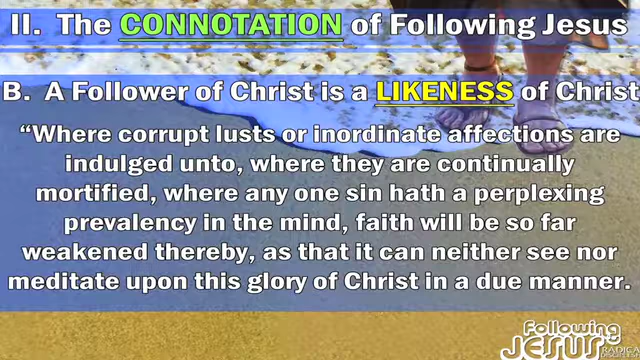 II. The CONNOTATION of Following Jesus
B. A Follower of Christ is a LIKENESS of Christ
“Where corrupt lusts or inordinate affections are
indulged unto, where they are continually
mortified, where any one sin hath a perplexing
prevalency in the mind, faith will be so far
weakened thereby, as that it can neither see nor
meditate upon this glory of Christ in a due manner.
Following
JESUS
RADICA